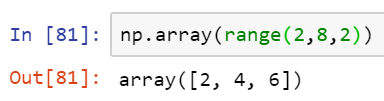 In [81]: np.array(range(2,8,2))
Out[81]: array([2, 4, 6])